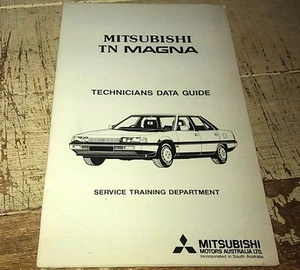 MITSUBISHI
TN MAGNA
TECHNICIANS DATA GUIDE
SERVICE TRAINING DEPARTMENT
MITSUBISHI
MOTORS AUSTRALIA LTD.
Incorporated in South Australia